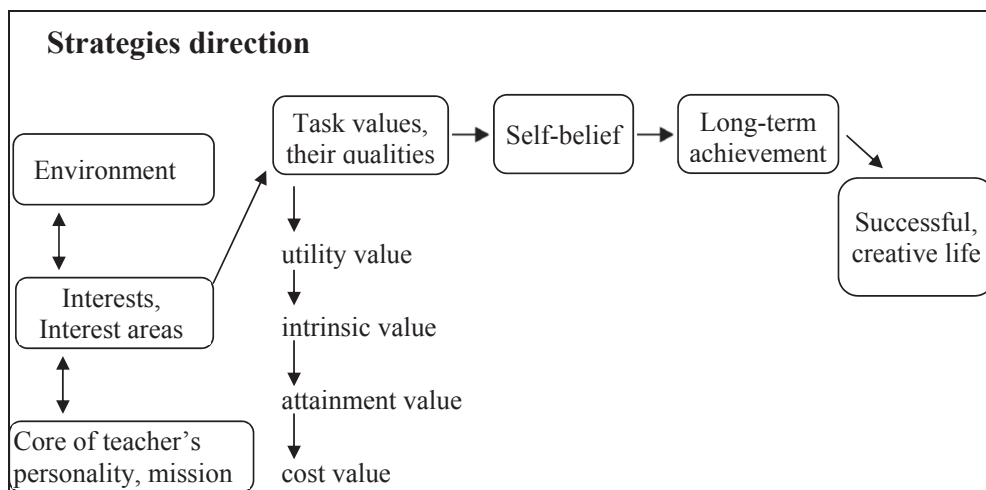 Strategies direction
Environment
Interests,
Interest areas
Core of teacher’s
personality, mission
Task values,
their qualities
utility value
intrinsic value
attainment value
cost value
Self-belief
Long-term
achievement
Successful,
creative life